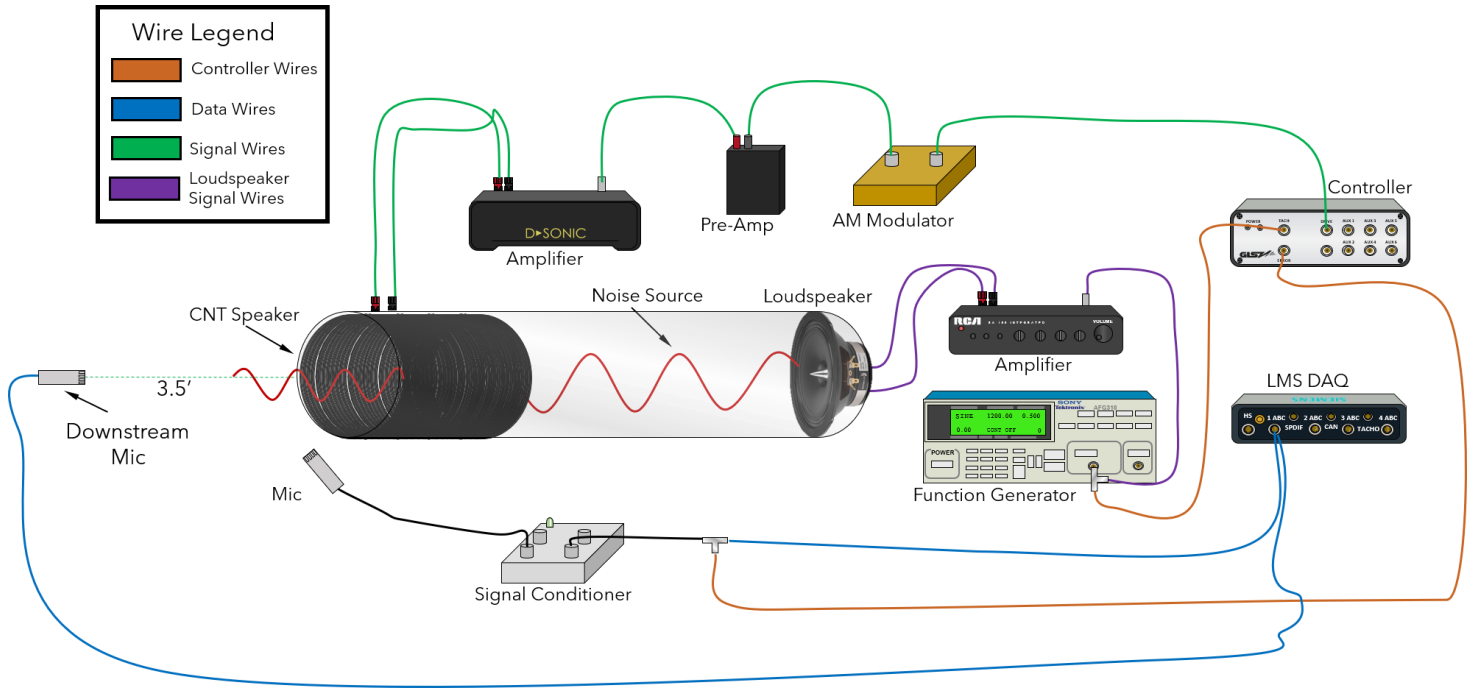 Wire Legend
Controller Wires
Data Wires
Signal Wires
Loudspeaker
Signal Wires
Controller
POWER
TACH
DRIVE
AUX 1
AUX 3
AUX 5
AUX 2
AUX 4
AUX 6
ERROR
Pre-Amp
AM Modulator
D▸SONIC
Amplifier
CNT Speaker
Noise Source
Loudspeaker
RCA
VOLUME
Amplifier
3.5'
Downstream
Mic
Mic
SONY
Tektronix
AFG310
SINE 1200.00 0.500
0.00 CONT OFF 0
POWER
Function Generator
LMS DAQ
SIEMENS
HS
1 ABC
2 ABC
3 ABC
4 ABC
SPDIF
CAN
TACHO
Signal Conditioner